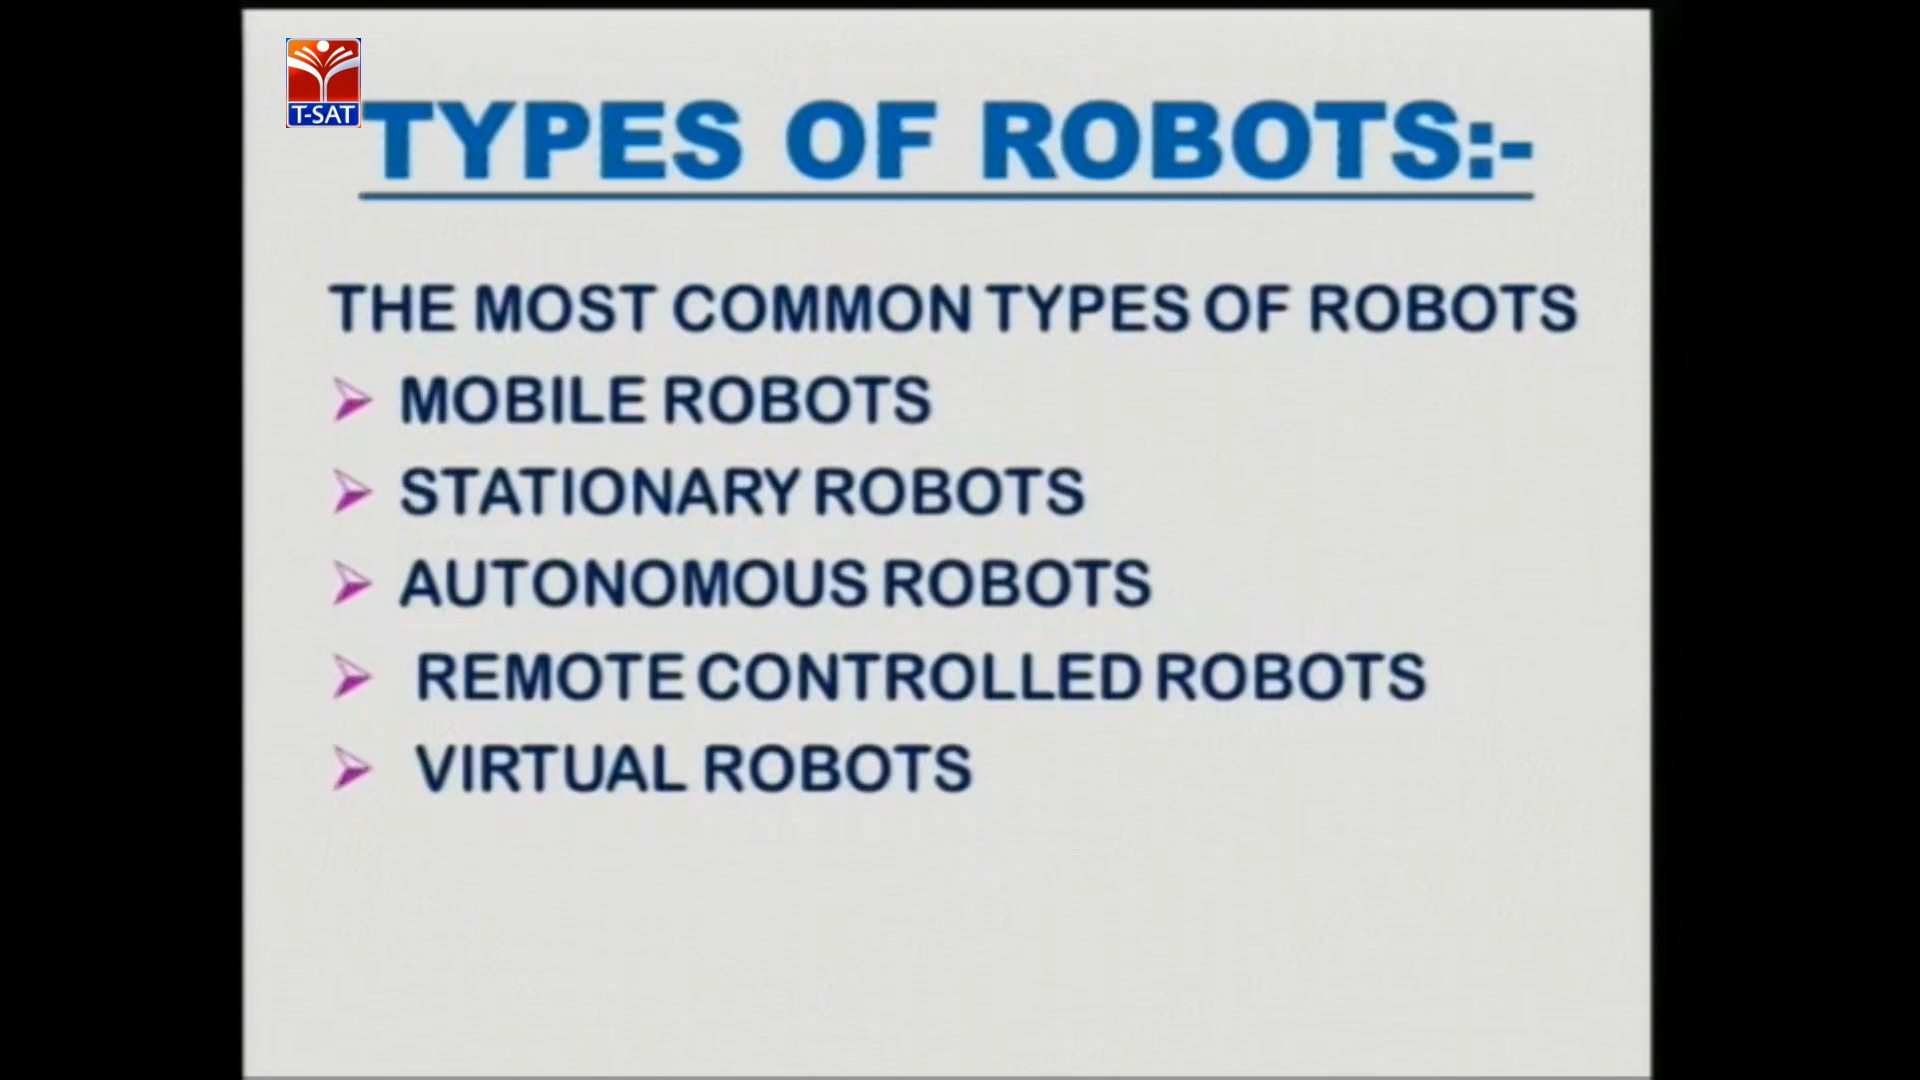 T-SAT
TYPES OF ROBOTS:-
THE MOST COMMON TYPES OF ROBOTS
MOBILE ROBOTS
STATIONARY ROBOTS
AUTONOMOUS ROBOTS
REMOTE CONTROLLED ROBOTS
VIRTUAL ROBOTS